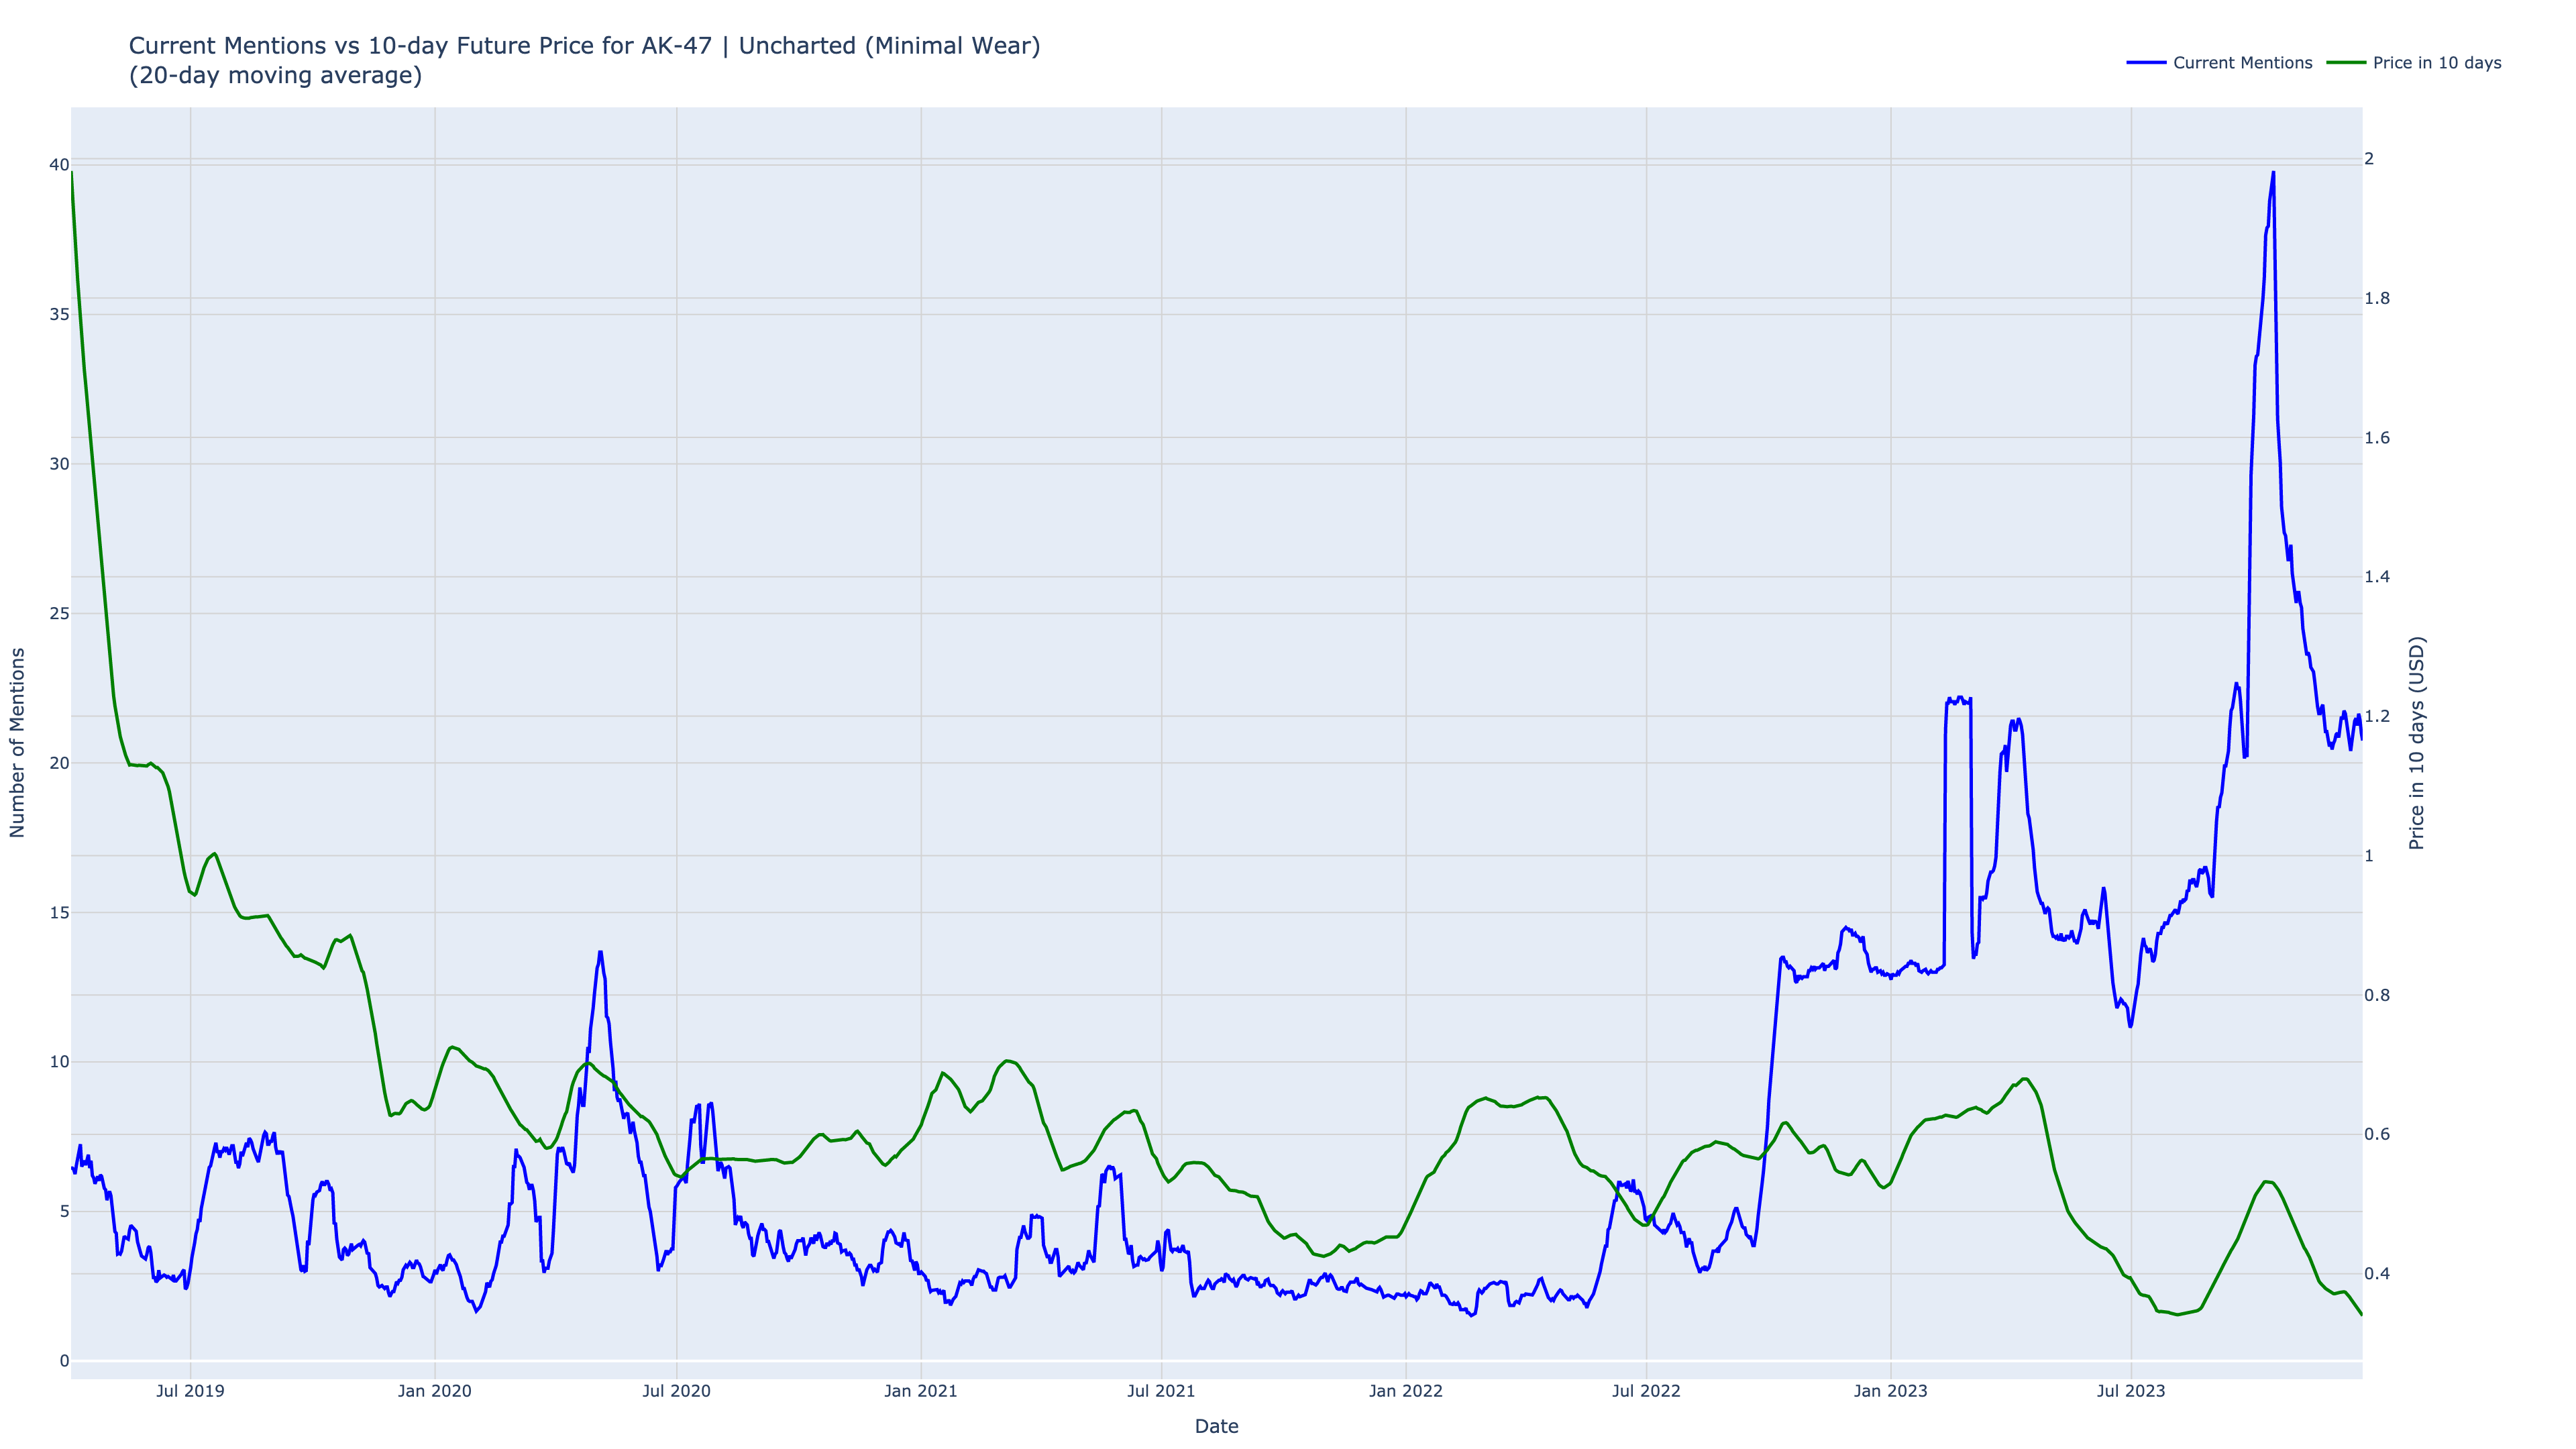 Current Mentions vs 10-day Future Price for AK-47 | Uncharted (Minimal Wear)
(20-day moving average)
Current Mentions
Price in 10 days
40
35
30
25
20
15
10
5
0
Number of Mentions
2
1.8
1.6
1.4
1.2
1
0.8
0.6
0.4
Price in 10 days (USD)
Jul 2019
Jan 2020
Jul 2020
Jan 2021
Jul 2021
Jan 2022
Jul 2022
Jan 2023
Jul 2023
Date